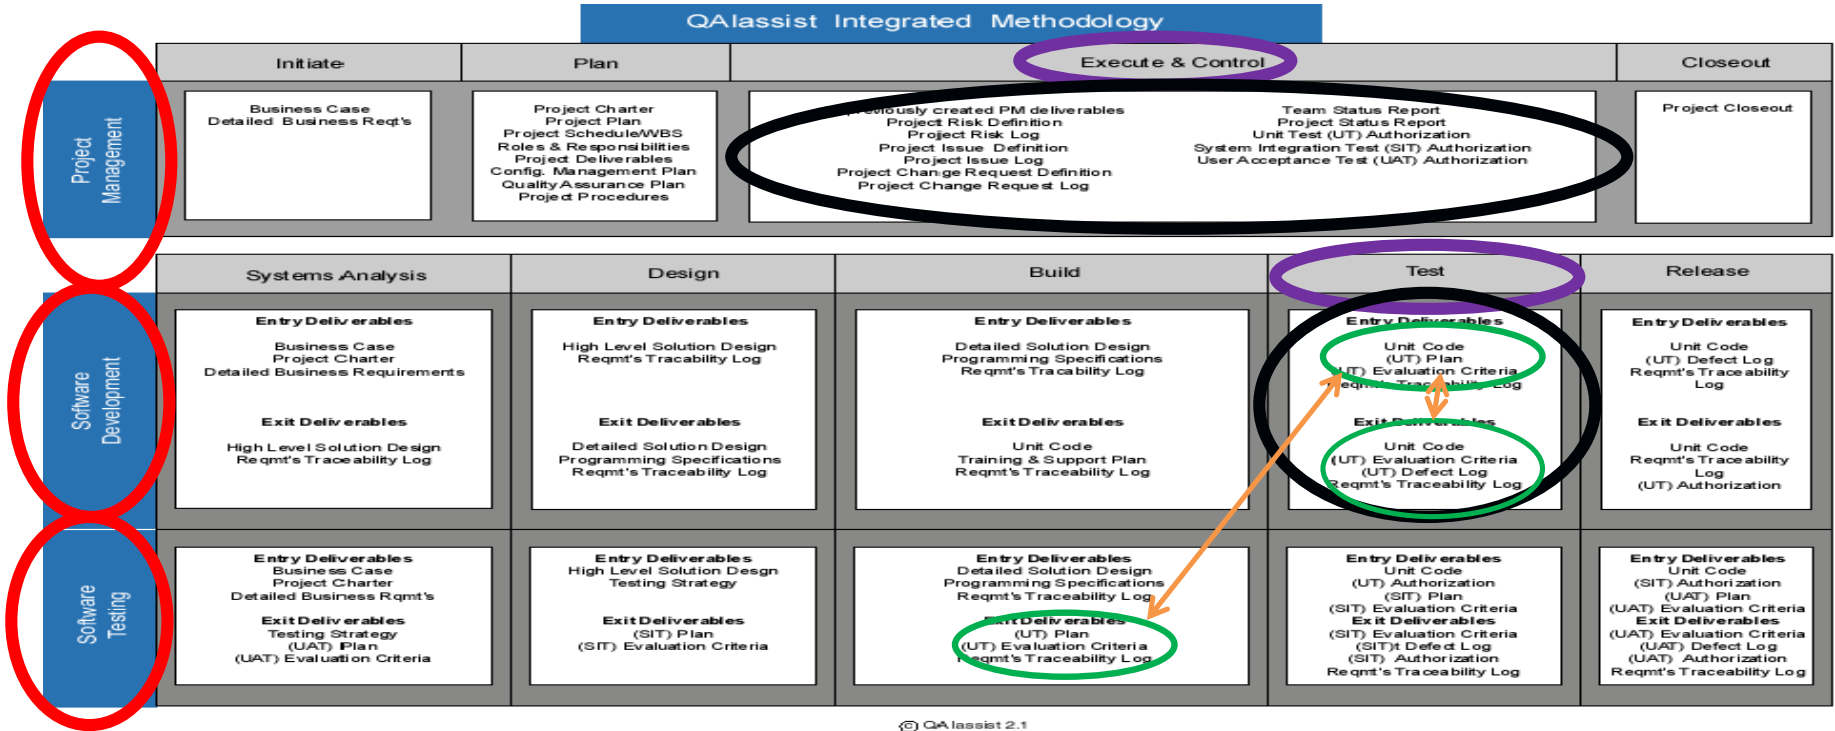 QAIassist Integrated Methodology
Initiate
Plan
Execute & Control
Closeout
Project
Management
Business Case
Detailed Business Reqt's
Project Charter
Project Plan
Project Schedule/WBS
Roles & Responsibilities
Project Deliverables
Config. Management Plan
Quality Assurance Plan
Project Procedures
created PM deliverables
Project Risk Definition
Project Risk Log
Project Issue Definition
Project Issue Log
Project Change Request Definition
Project Change Request Log
Team Status Report
Project Status Report
Unit Test (UT) Authorization
System Integration Test (SIT) Authorization
User Acceptance Test (UAT) Authorization
Project Closeout
Systems Analysis
Design
Build
Test
Release
Software
Development
Entry Deliverables
Business Case
Project Charter
Detailed Business Requirements
Exit Deliverables
High Level Solution Design
Reqmt's Traceability Log
Entry Deliverables
High Level Solution Design
Reqmt's Tracability Log
Exit Deliverables
Detailed Solution Design
Programming Specifications
Reqmt's Traceability Log
Entry Deliverables
Detailed Solution Design
Programming Specifications
Reqmt's Tracability Log
Exit Deliverables
Unit Code
Training & Support Plan
Reqmt's Traceability Log
Entry Deliverables
Unit Code
(UT) Plan
(UT) Evaluation Criteria
Reqmt's Traceability Log
Exit Deliverables
Unit Code
(UT) Evaluation Criteria
(UT) Defect Log
Reqmt's Traceability Log
Entry Deliverables
Unit Code
(UT) Defect Log
Reqmt's Traceability
Log
Exit Deliverables
Unit Code
Reqmt's Traceability
Log
(UT) Authorization
Software
Testing
Entry Deliverables
Business Case
Project Charter
Detailed Business Rqmt's
Exit Deliverables
Testing Strategy
(UAT) Plan
(UAT) Evaluation Criteria
Entry Deliverables
High Level Solution Desgn
Testing Strategy
Exit Deliverables
(SIT) Plan
(SIT) Evaluation Criteria
Entry Deliverables
Detailed Solution Design
Programming Specifications
Reqmt's Traceability Log
Exit Deliverables
(UT) Plan
(UT) Evaluation Criteria
Reqmt's Traceability Log
Entry Deliverables
Unit Code
(UT) Authorization
(SIT) Plan
(SIT) Evaluation Criteria
Exit Deliverables
(SIT) Evaluation Criteria
(SIT)t Defect Log
(SIT) Authorization
Reqmt's Traceability Log
Entry Deliverables
Unit Code
(SIT) Authorization
(UAT) Plan
(UAT) Evaluation Criteria
Exit Deliverables
(UAT) Evaluation Criteria
(UAT) Defect Log
(UAT) Authorization
Reqmt's Traceability Log
(c) QAIassist 2.1